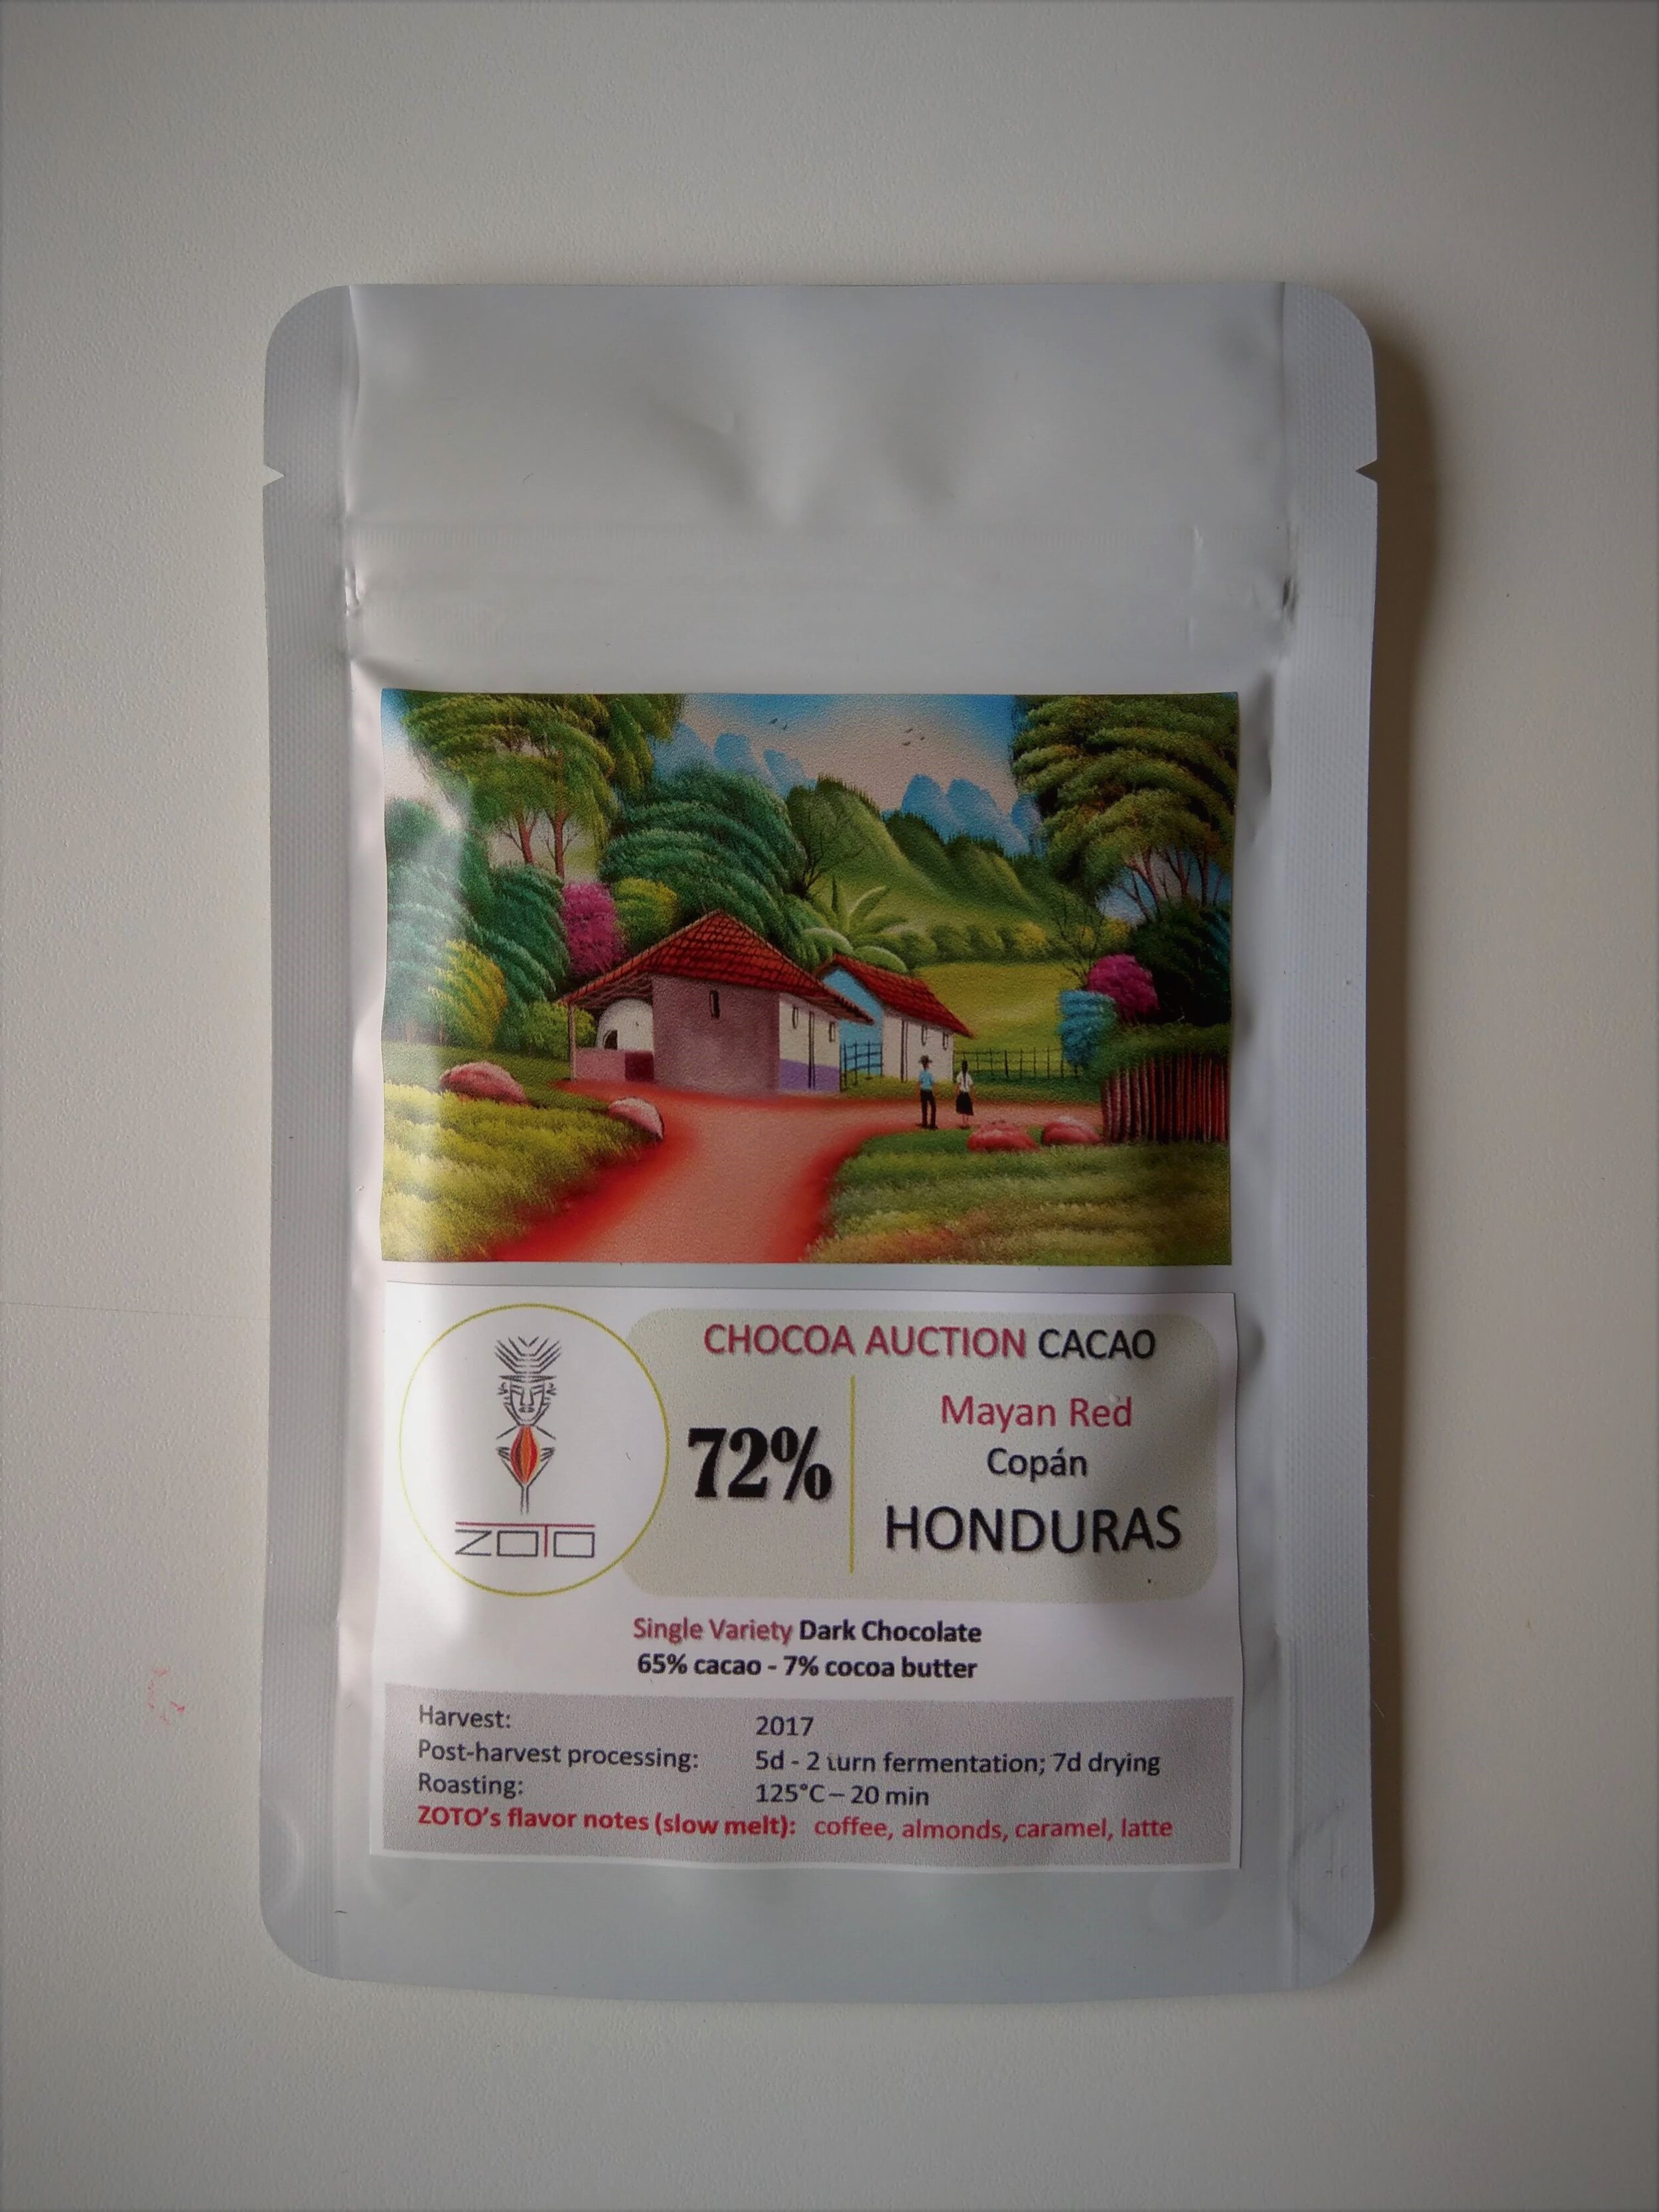 CHOCOA AUCTION CACAO
72%
Mayan Red
Copán
HONDURAS
ZOTO
Single Variety Dark Chocolate
65% cacao - 7% cocoa butter
Harvest: 2017
Post-harvest processing: 5d - 2 turn fermentation; 7d drying
Roasting: 125°C – 20 min
ZOTO's flavor notes (slow melt): coffee, almonds, caramel, latte